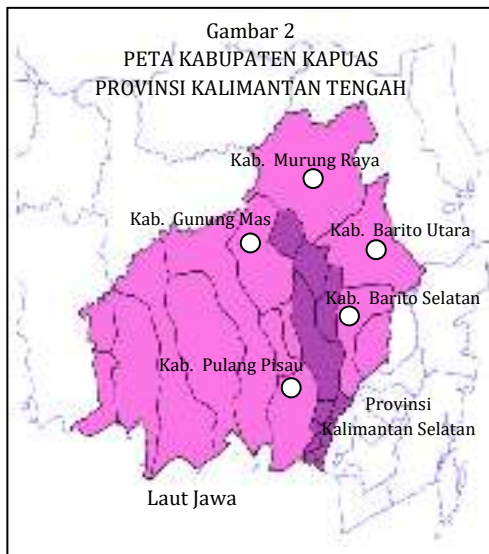 Gambar 2
PETA KABUPATEN KAPUAS
PROVINSI KALIMANTAN TENGAH
Kab. Murung Raya
Kab. Gunung Mas
Kab. Barito Utara
Kab. Barito Selatan
Kab. Pulang Pisau
Provinsi
Kalimantan Selatan
Laut Jawa